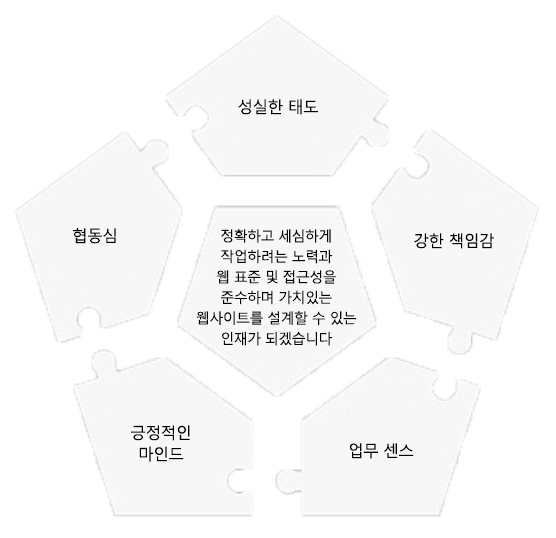 성실한 태도
협동심
정확하고 세심하게
작업하려는 노력과
웹 표준 및 접근성을
준수하며 가치있는
웹사이트를 설계할 수 있는
인재가 되겠습니다
강한 책임감
긍정적인
마인드
업무 센스